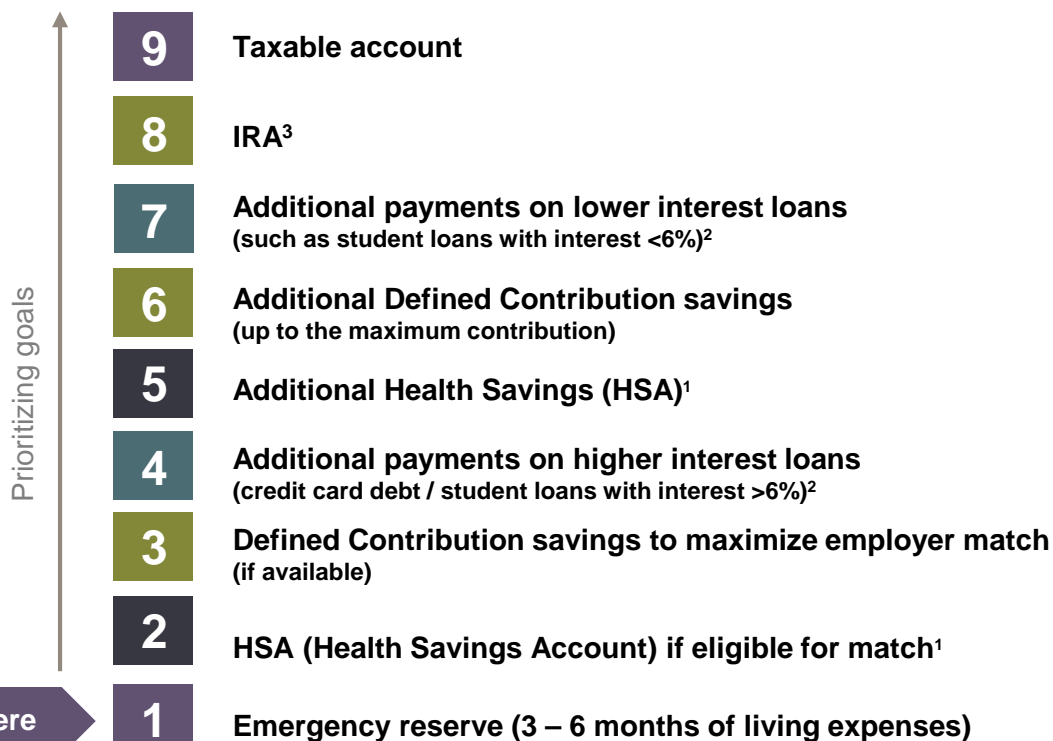 9 Taxable account
8 IRA³
7 Additional payments on lower interest loans
(such as student loans with interest <6%)²
6 Additional Defined Contribution savings
(up to the maximum contribution)
5 Additional Health Savings (HSA)¹
4 Additional payments on higher interest loans
(credit card debt / student loans with interest >6%)²
3 Defined Contribution savings to maximize employer match
(if available)
2 HSA (Health Savings Account) if eligible for match¹
1 Emergency reserve (3 – 6 months of living expenses)
Prioritizing goals
ere